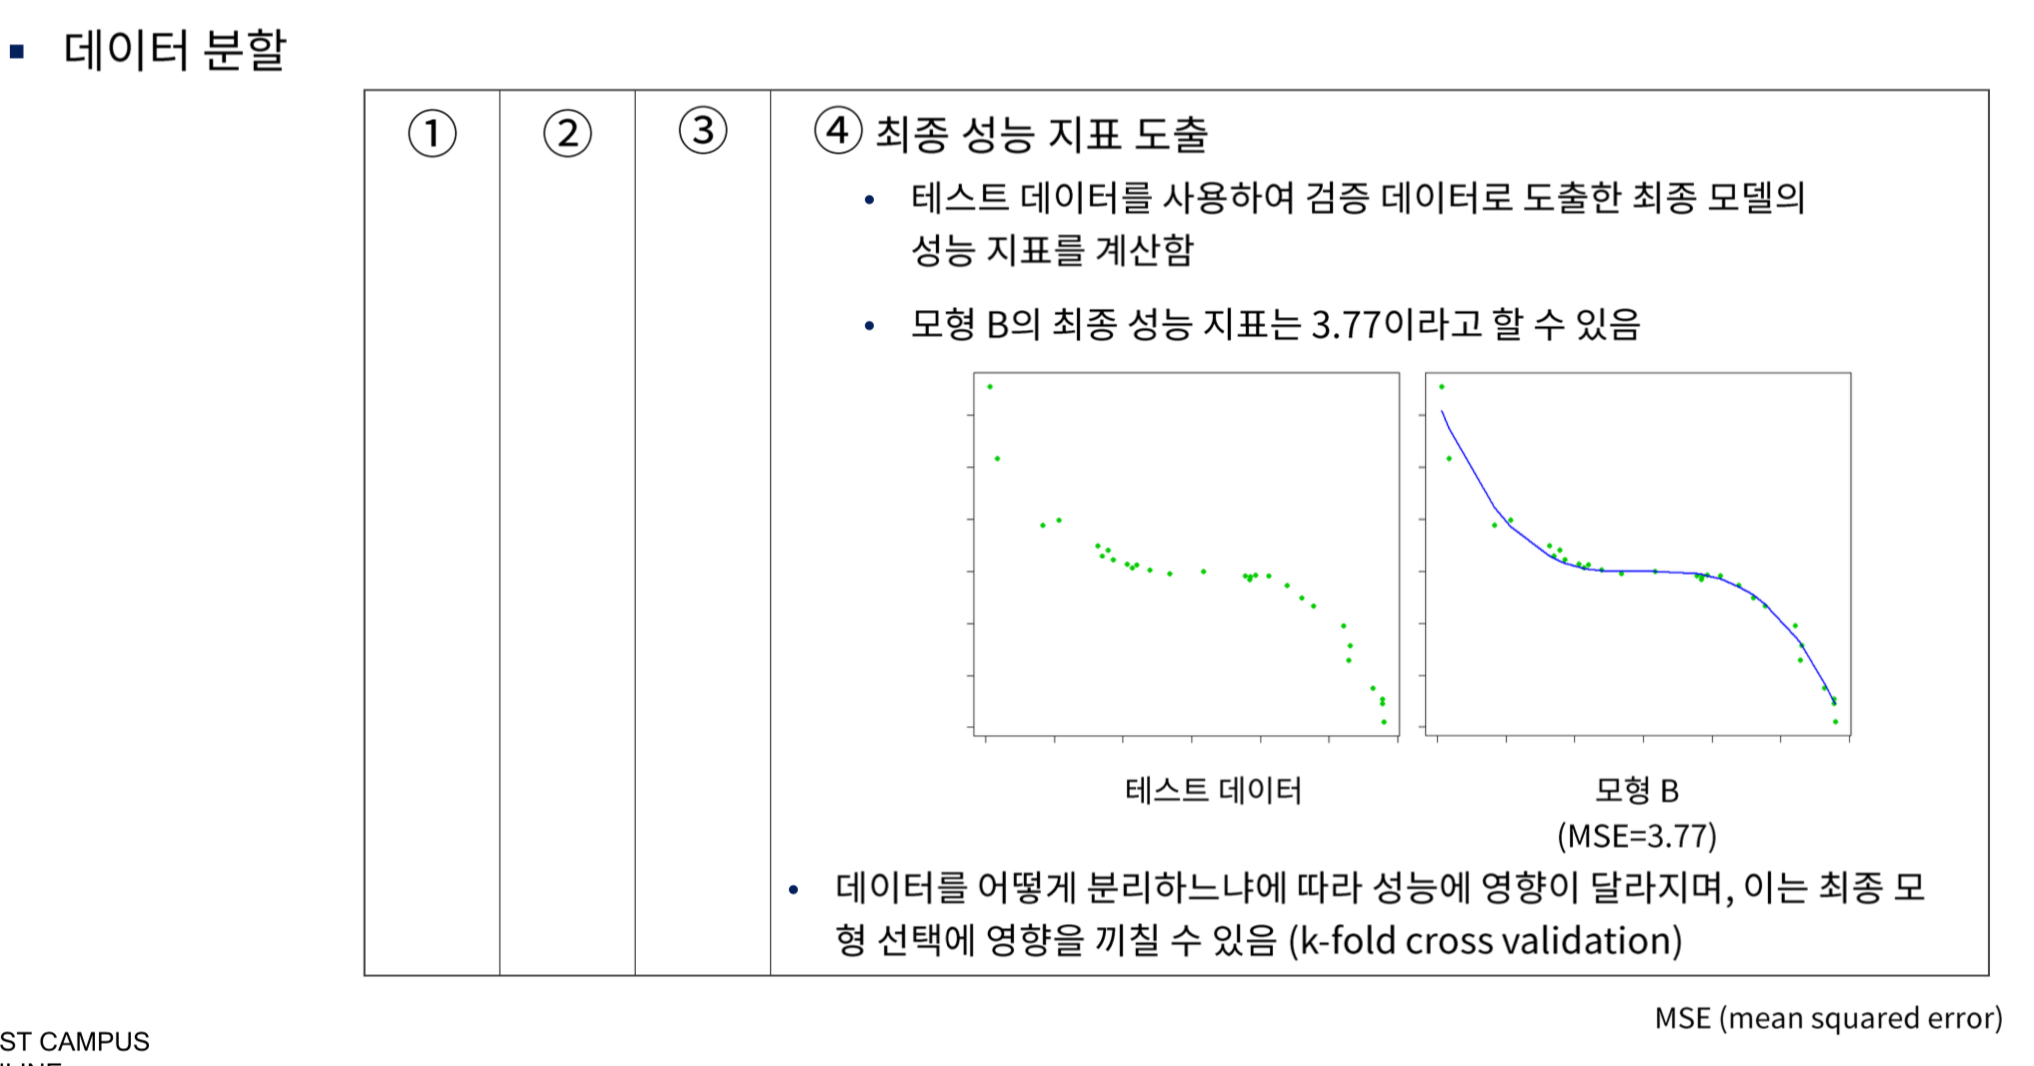 데이터 분할
①
②
③
④ 최종 성능 지표 도출
테스트 데이터를 사용하여 검증 데이터로 도출한 최종 모델의
성능 지표를 계산함
모형 B의 최종 성능 지표는 3.77이라고 할 수 있음
테스트 데이터
모형 B
(MSE=3.77)
데이터를 어떻게 분리하느냐에 따라 성능에 영향이 달라지며, 이는 최종 모
형 선택에 영향을 끼칠 수 있음 (k-fold cross validation)
MSE (mean squared error)
ST CAMPUS